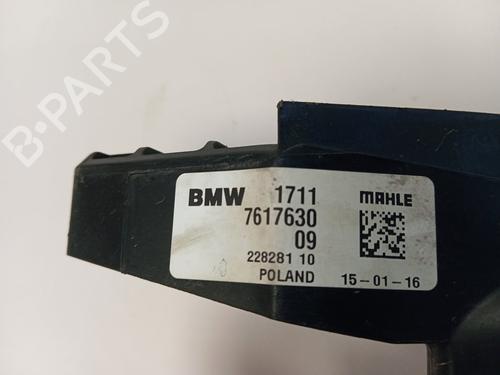 B-PARTS
BMW 1711 MAHLE
7617630
09
228281 10
POLAND 15-01-16